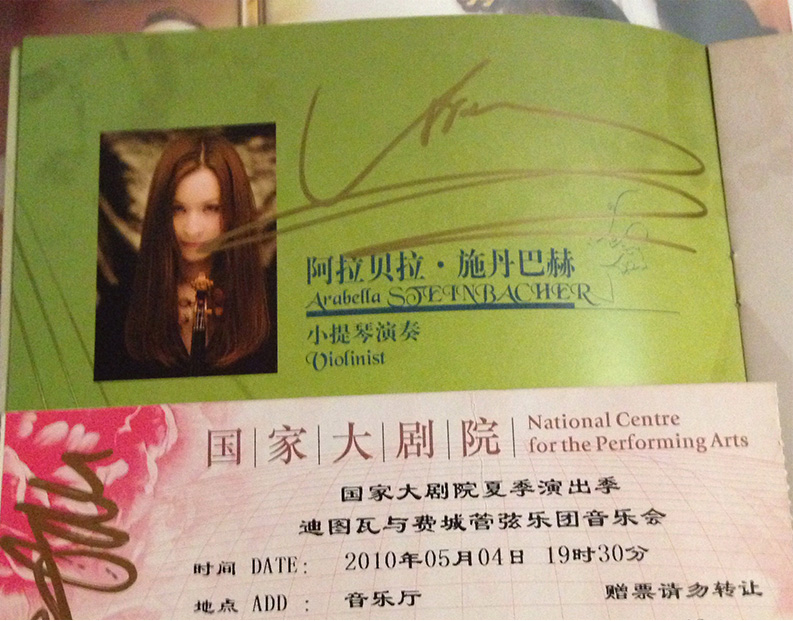 阿拉贝拉·施丹巴赫
Arabella STEINBACHER
小提琴演奏
Violinist
国家大剧院
National Centre
for the Performing Arts
国家大剧院夏季演出季
迪图瓦与费城管弦乐团音乐会
时间 DATE: 2010年05月04日 19时30分
地点 ADD : 音乐厅
赠票请勿转让